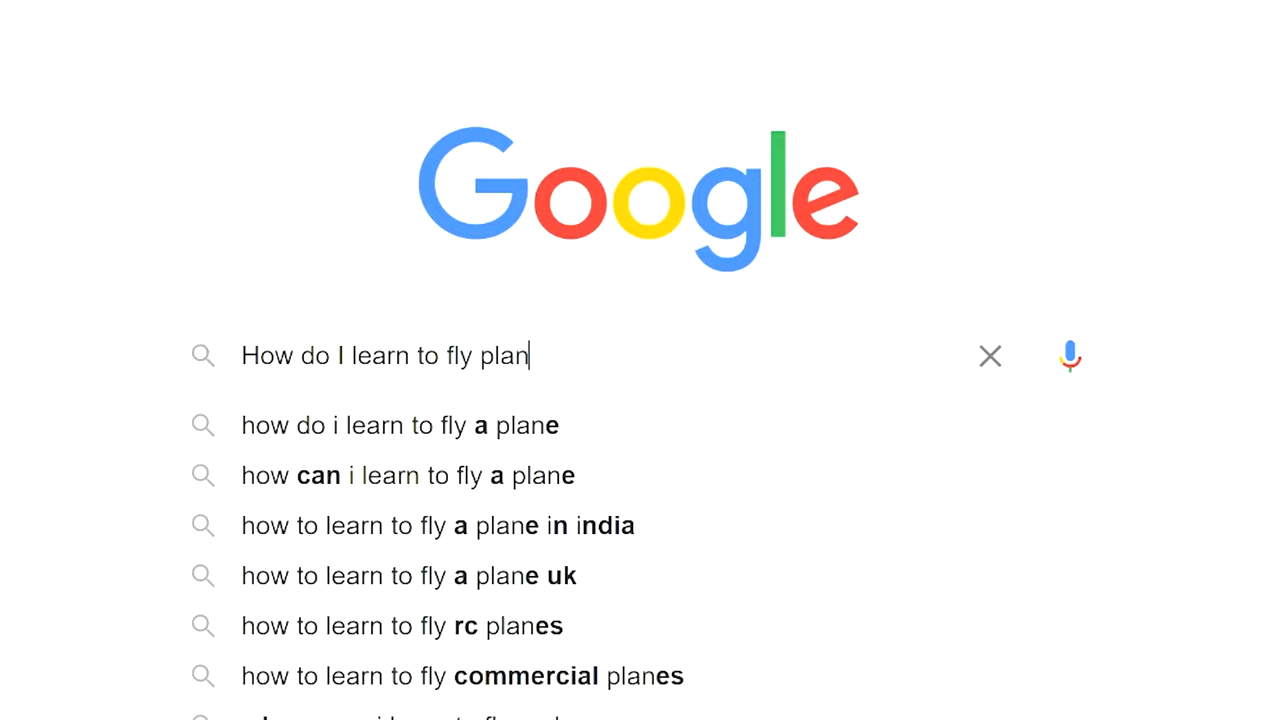 Google
How do I learn to fly plan
how do i learn to fly a plane
how can i learn to fly a plane
how to learn to fly a plane in india
how to learn to fly a plane uk
how to learn to fly rc planes
how to learn to fly commercial planes